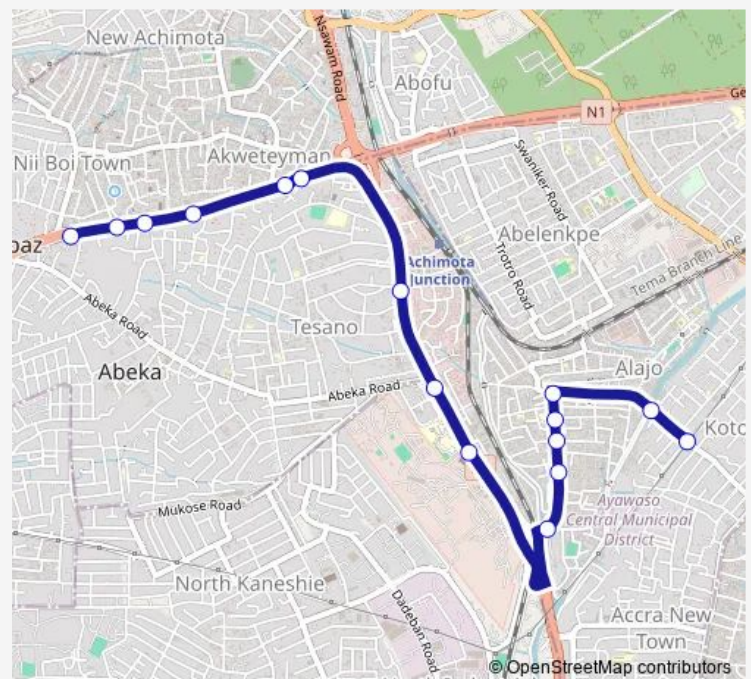 New Achimota
Nsawam Road
Abofu
Ge
N1
Nii Boi Town
Akweteyman
Swaniker Road
paz
Abelenkpe
Achimota
Junction
Trotro Road
Tema Branch Line
Abeka Road
Tesano
Abeka
Alajo
Abeka Road
Koto
Mukose Road
Ayawaso
Central Municipal
District
North Kaneshie
Dadeban Road
Accra New
Town
© OpenStreetMap contributors